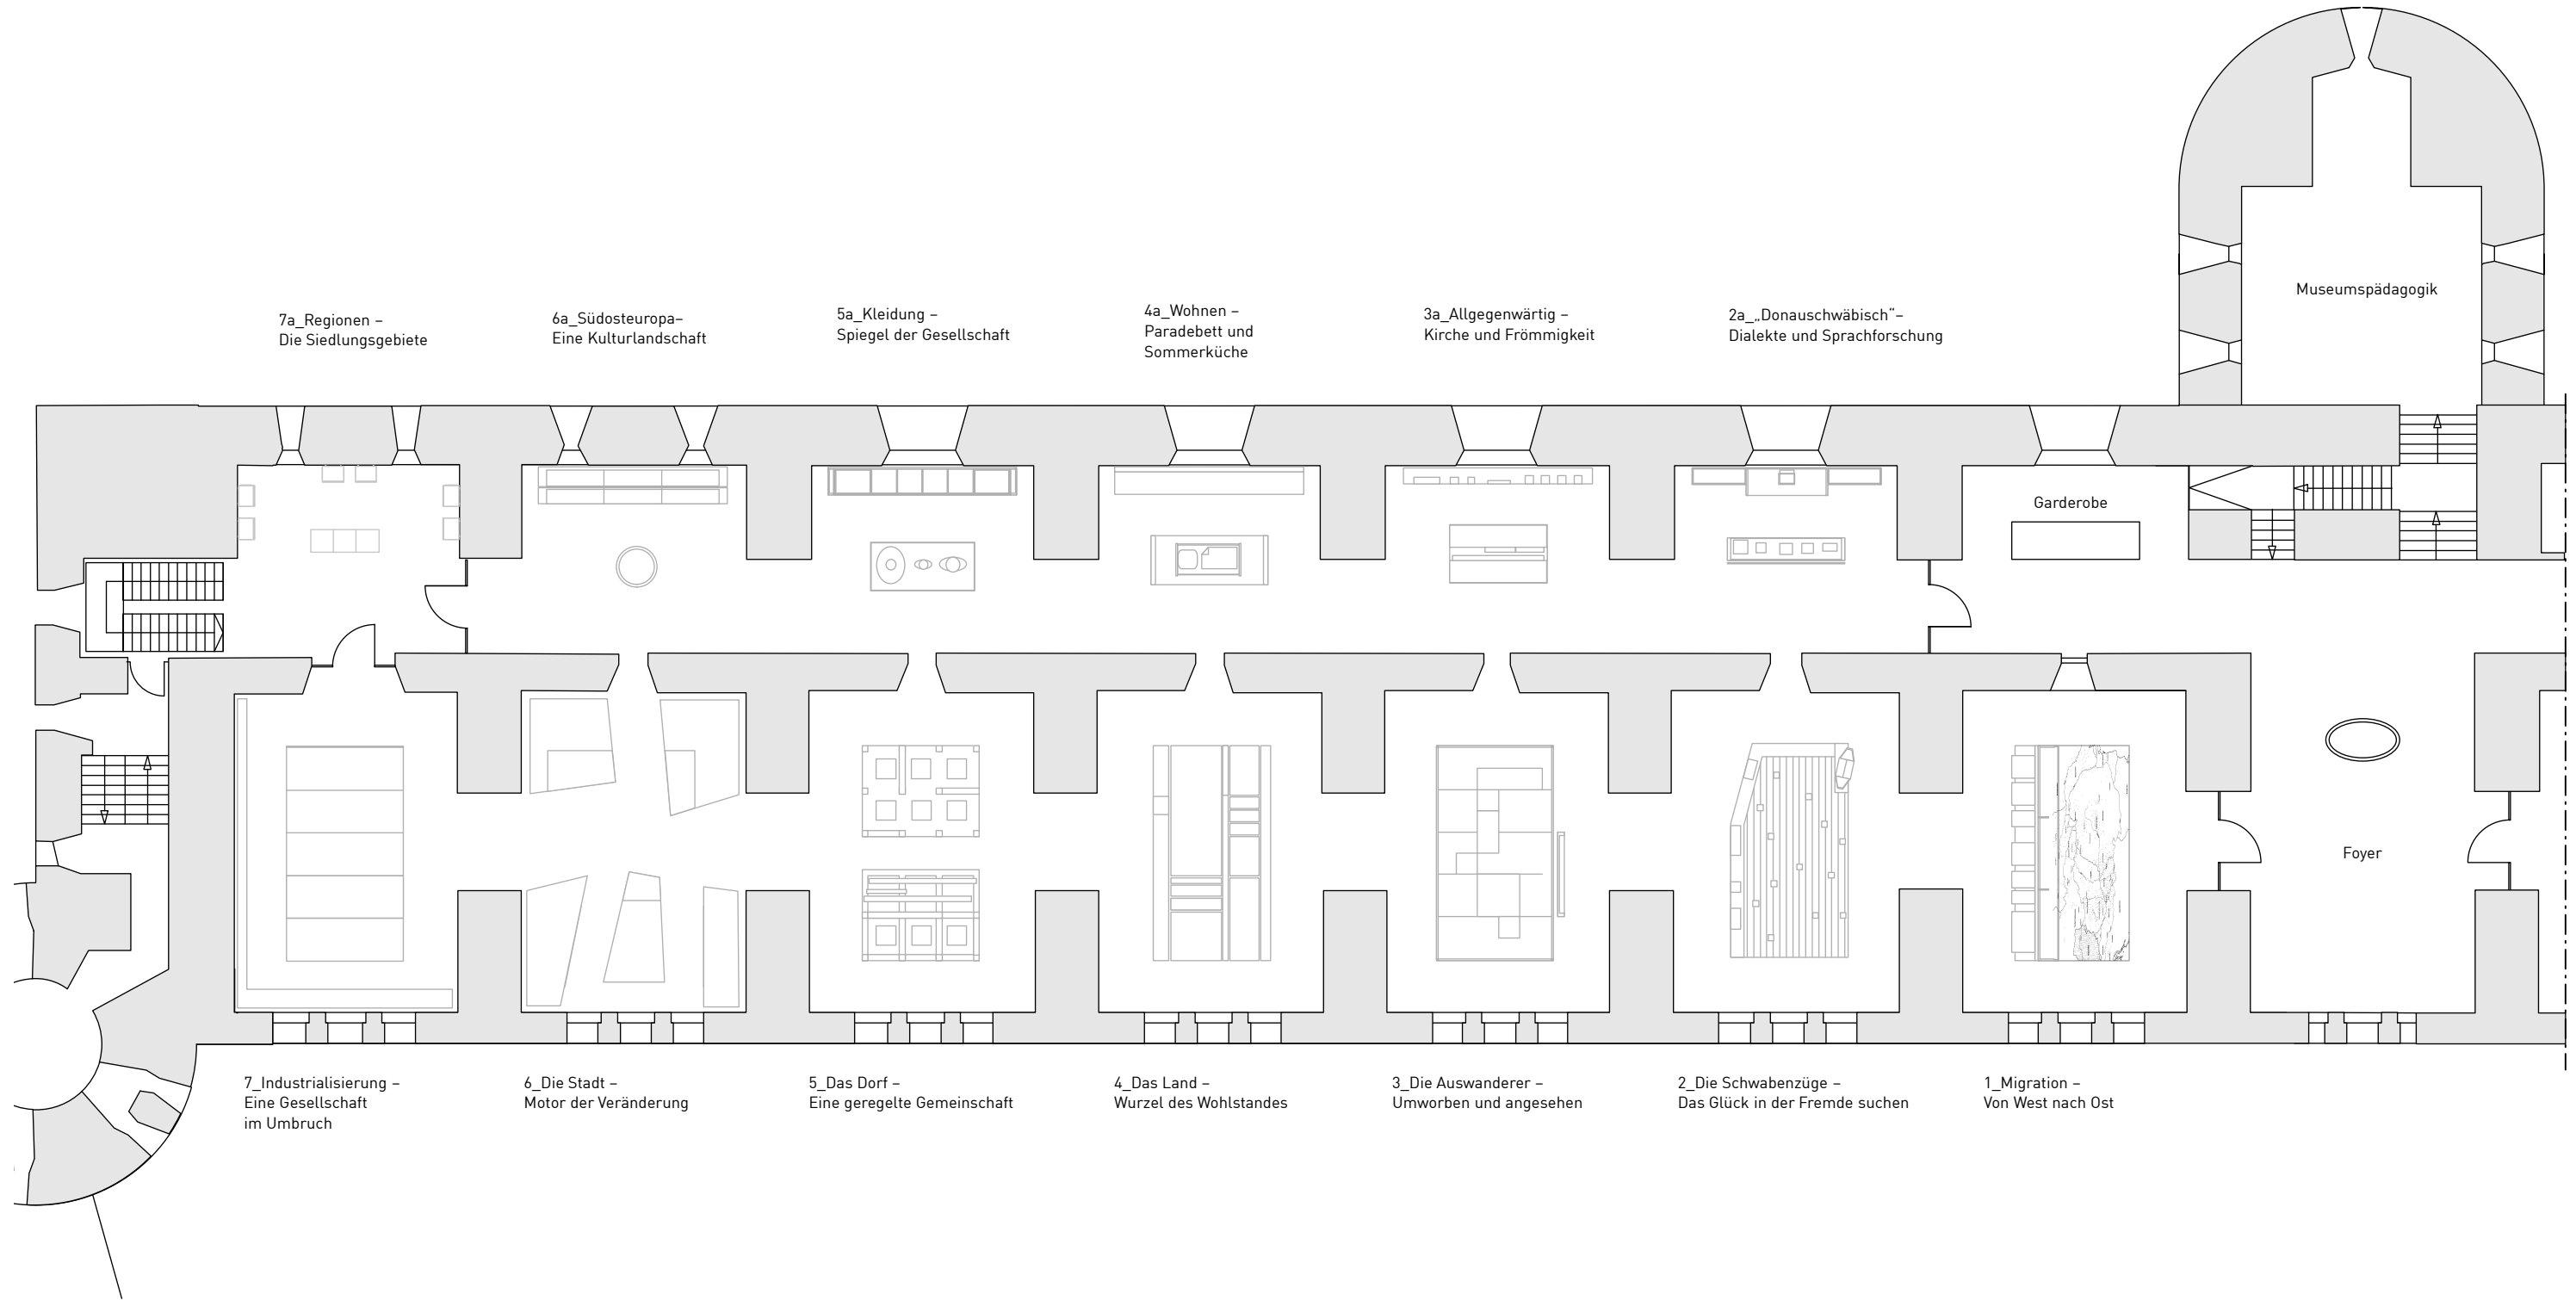 Museumspädagogik
7a_Regionen –
Die Siedlungsgebiete
6a_Südosteuropa–
Eine Kulturlandschaft
5a_Kleidung –
Spiegel der Gesellschaft
4a_Wohnen –
Paradebett und
Sommerküche
3a_Allgegenwärtig –
Kirche und Frömmigkeit
2a_„Donauschwäbisch“–
Dialekte und Sprachforschung
Garderobe
Foyer
7_Industrialisierung –
Eine Gesellschaft
im Umbruch
6_Die Stadt –
Motor der Veränderung
5_Das Dorf –
Eine geregelte Gemeinschaft
4_Das Land –
Wurzel des Wohlstandes
3_Die Auswanderer –
Umworben und angesehen
2_Die Schwabenzüge –
Das Glück in der Fremde suchen
1_Migration –
Von West nach Ost